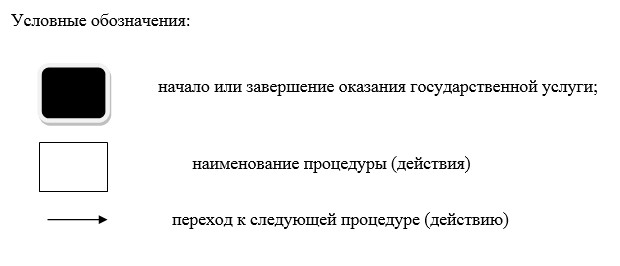 Условные обозначения:
начало или завершение оказания государственной услуги;
наименование процедуры (действия)
переход к следующей процедуре (действию)